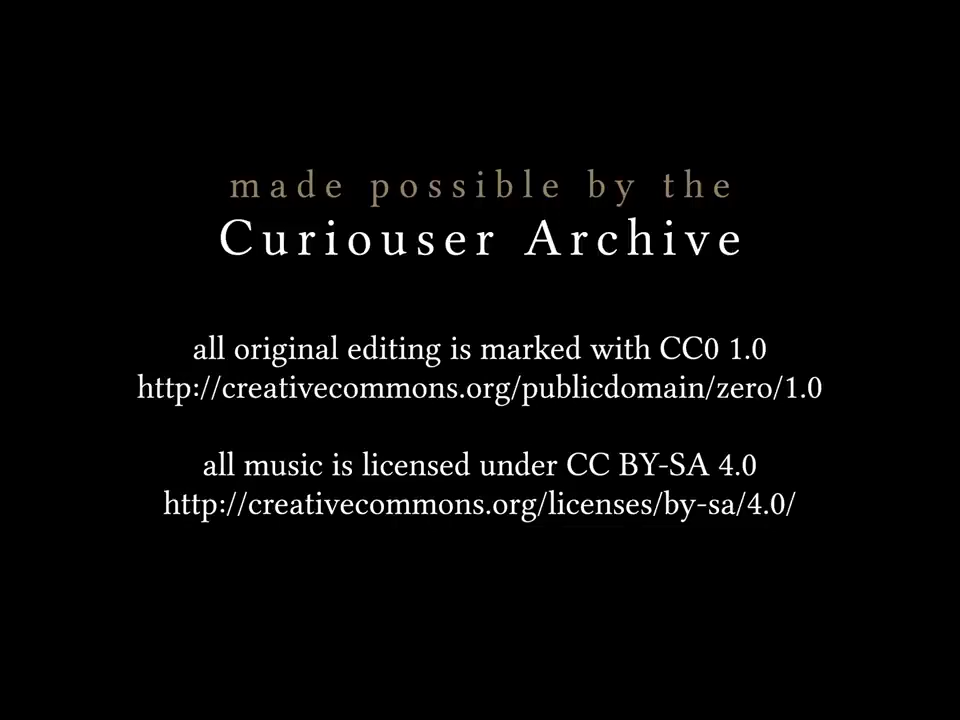 made possible by the
Curiouser Archive
all original editing is marked with CC0 1.0
http://creativecommons.org/publicdomain/zero/1.0
all music is licensed under CC BY-SA 4.0
http://creativecommons.org/licenses/by-sa/4.0/